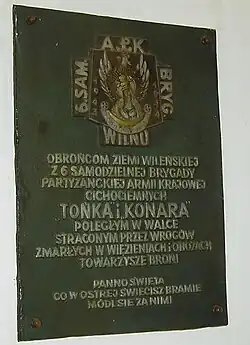 A.P.K
6.SAM.
BRYG.
WILNO
OBROŃCOM ZIEMI WILEŃSKIEJ
Z 6 SAMODZIELNEJ BRYGADY
PARTYZANCKIEJ ARMII KRAJOWEJ
CICHOCIEMNYCH
TOŃKA i „KONARA”
POLEGŁYM W WALCE
STRACONYM PRZEZ WROGÓW
ZMARŁYCH W WIĘZIENIACH i OBOZACH
TOWARZYSZE BRONI
PANNO ŚWIĘTA
CO W OSTREJ ŚWIECISZ BRAMIE
MÓDL SIĘ ZA NIMI